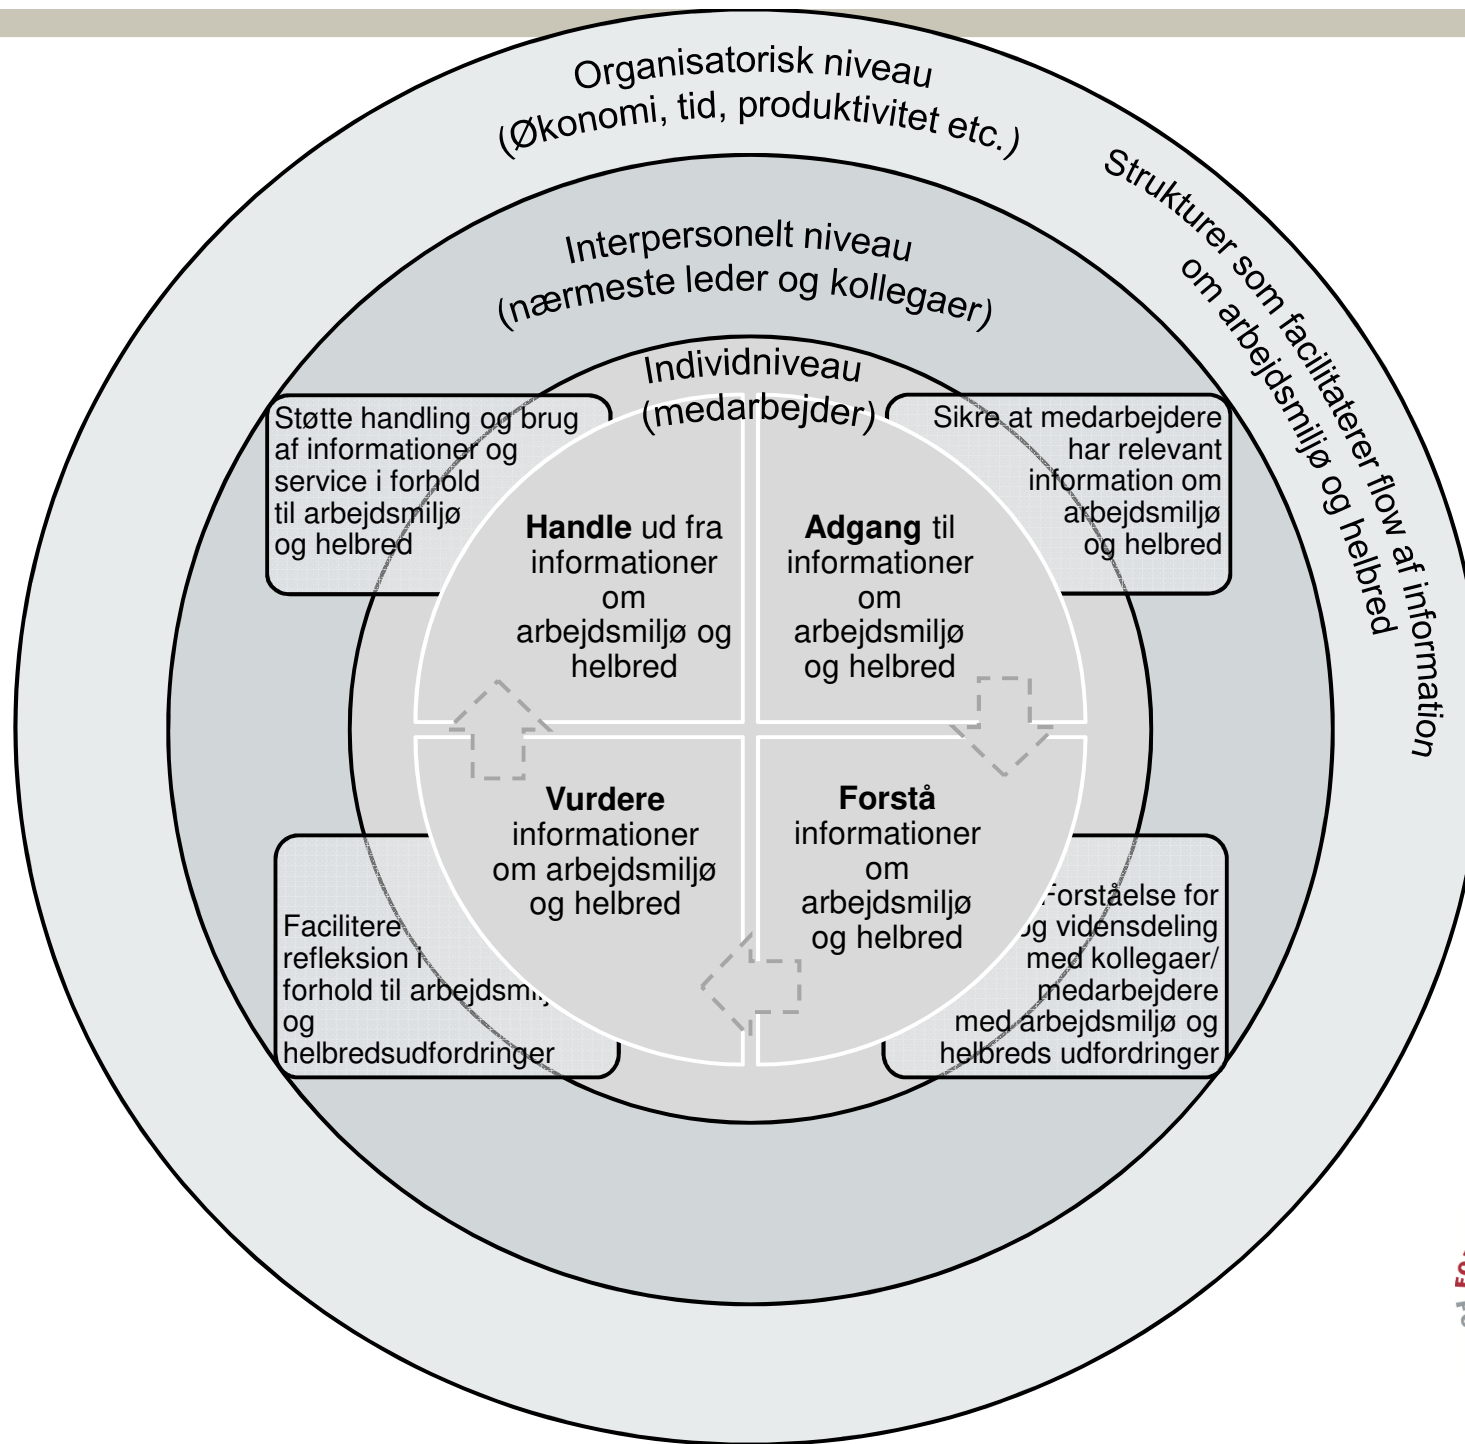 Organisatorisk niveau
(Økonomi, tid, produktivitet etc.)
Strukturer som facilitaterer flow af information
om arbejdsmiljø og helbred
Interpersonelt niveau
(nærmeste leder og kollegaer)
Individniveau
(medarbejder)
Støtte handling og brug
af informationer og
service i forhold
til arbejdsmiljø
og helbred
Sikre at medarbejdere
har relevant
information om
arbejdsmiljø
og helbred
Handle ud fra
informationer
om
arbejdsmiljø og
helbred
Adgang til
informationer
om
arbejdsmiljø
og helbred
Vurdere
informationer
om arbejdsmiljø
og helbred
Forstå
informationer
om
arbejdsmiljø
og helbred
Facilitere
refleksion i
forhold til arbejdsmilj
og
helbredsudfordringer
Forståelse for
og vidensdeling
med kollegaer/
medarbejdere
med arbejdsmiljø og
helbreds udfordringer